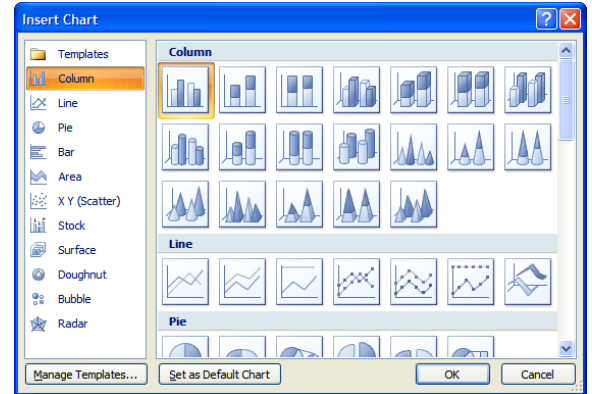 Insert Chart
Templates
Column
Line
Pie
Bar
Area
X Y (Scatter)
Stock
Surface
Doughnut
Bubble
Radar
Column
Line
Pie
Manage Templates...
Set as Default Chart
OK
Cancel